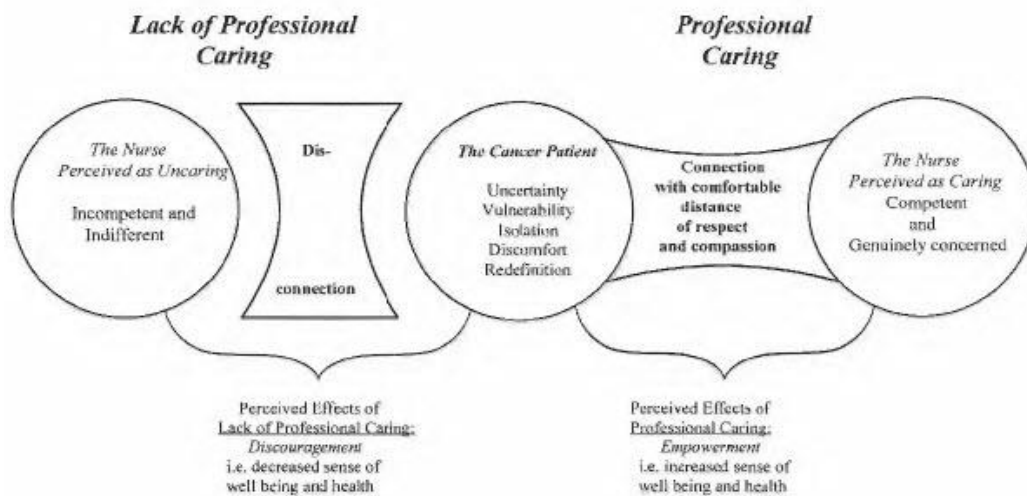 Lack of Professional
Caring
Professional
Caring
The Nurse
Perceived as Uncaring
Incompetent and
Indifferent
Dis-
connection
The Cancer Patient
Uncertainty
Vulnerability
Isolation
Discomfort
Redefinition
Connection
with comfortable
distance
of respect
and compassion
The Nurse
Perceived as Caring
Competent
and
Genuinely concerned
Perceived Effects of
Lack of Professional Caring:
Discouragement
i.e. decreased sense of
well being and health
Perceived Effects of
Professional Caring:
Empowerment
i.e. increased sense of
well being and health